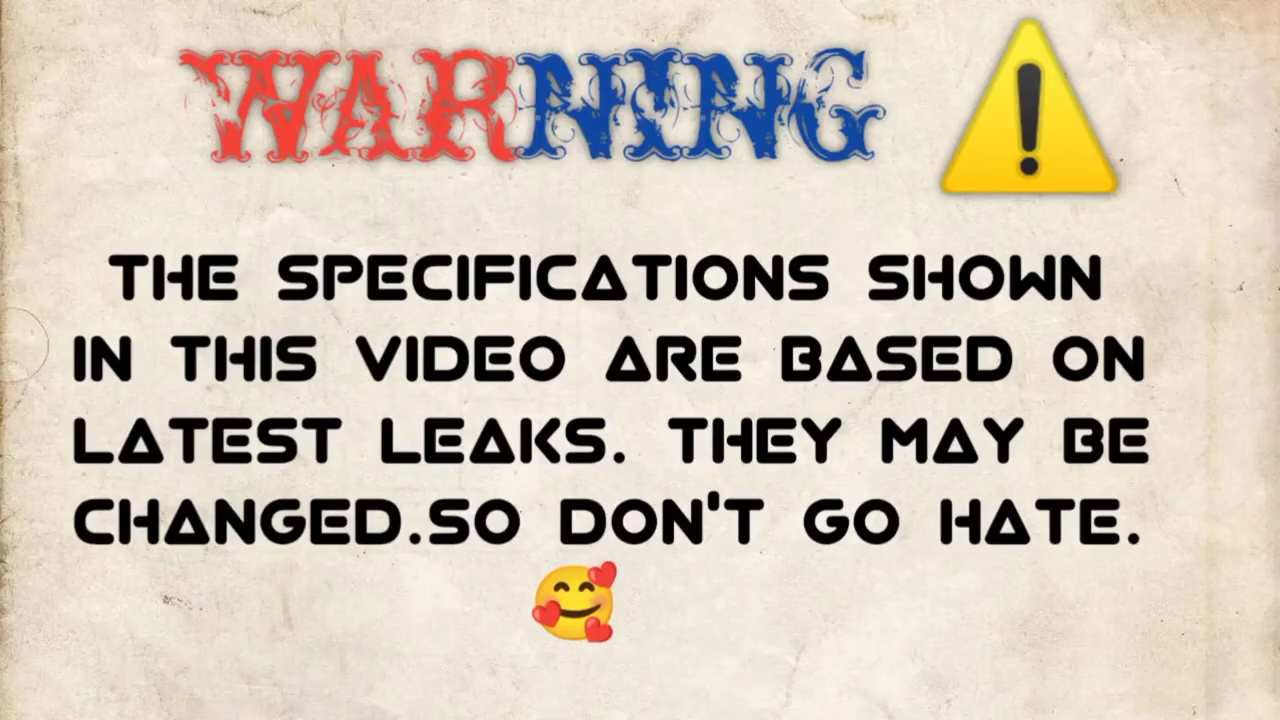 WARNING ⚠️
THE SPECIFICATIONS SHOWN
IN THIS VIDEO ARE BASED ON
LATEST LEAKS. THEY MAY BE
CHANGED.SO DON'T GO HATE.
🥰